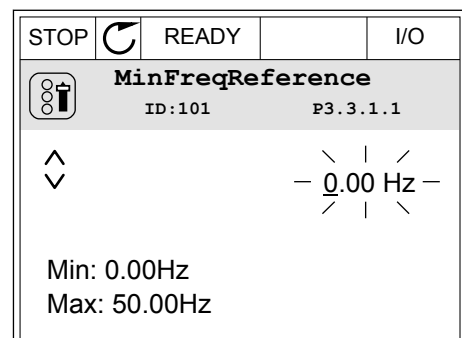 STOP READY I/O
MinFreqReference
ID:101 P3.3.1.1
0.00 Hz
Min: 0.00Hz
Max: 50.00Hz